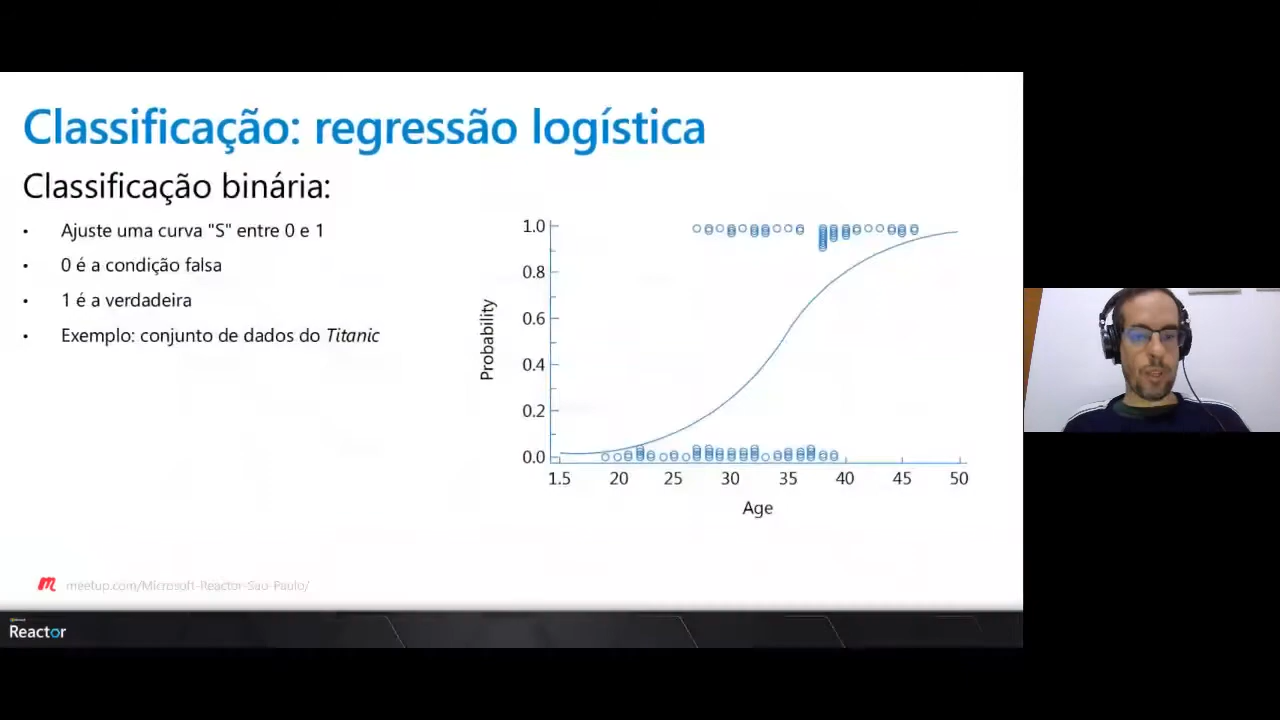 Classificação: regressão logística
Classificação binária:
• Ajuste uma curva "S" entre 0 e 1
• 0 é a condição falsa
• 1 é a verdadeira
• Exemplo: conjunto de dados do Titanic
Probability
1.0
0.8
0.6
0.4
0.2
0.0
1.5 20 25 30 35 40 45 50
Age
meetup.com/Microsoft-Reactor-Sao-Paulo/
Reactor